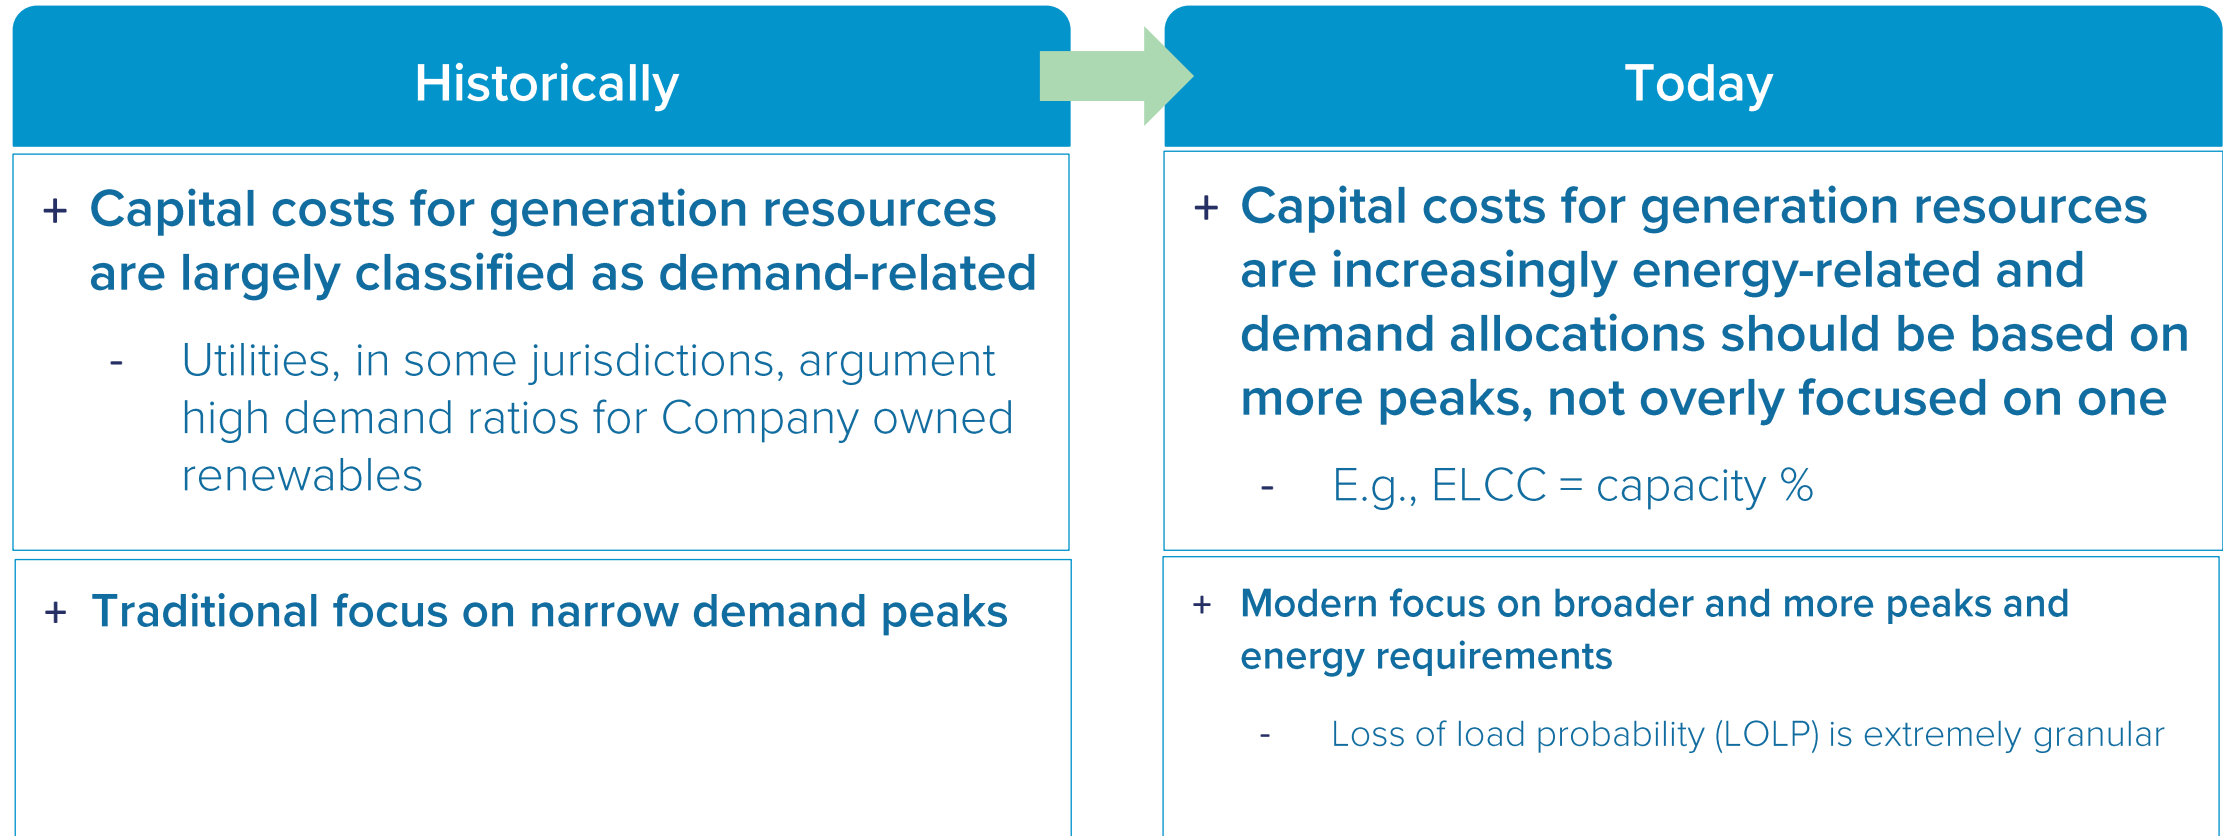 Historically
+ Capital costs for generation resources
are largely classified as demand-related
- Utilities, in some jurisdictions, argument
high demand ratios for Company owned
renewables
+ Traditional focus on narrow demand peaks
Today
+ Capital costs for generation resources
are increasingly energy-related and
demand allocations should be based on
more peaks, not overly focused on one
- E.g., ELCC = capacity %
+ Modern focus on broader and more peaks and
energy requirements
- Loss of load probability (LOLP) is extremely granular